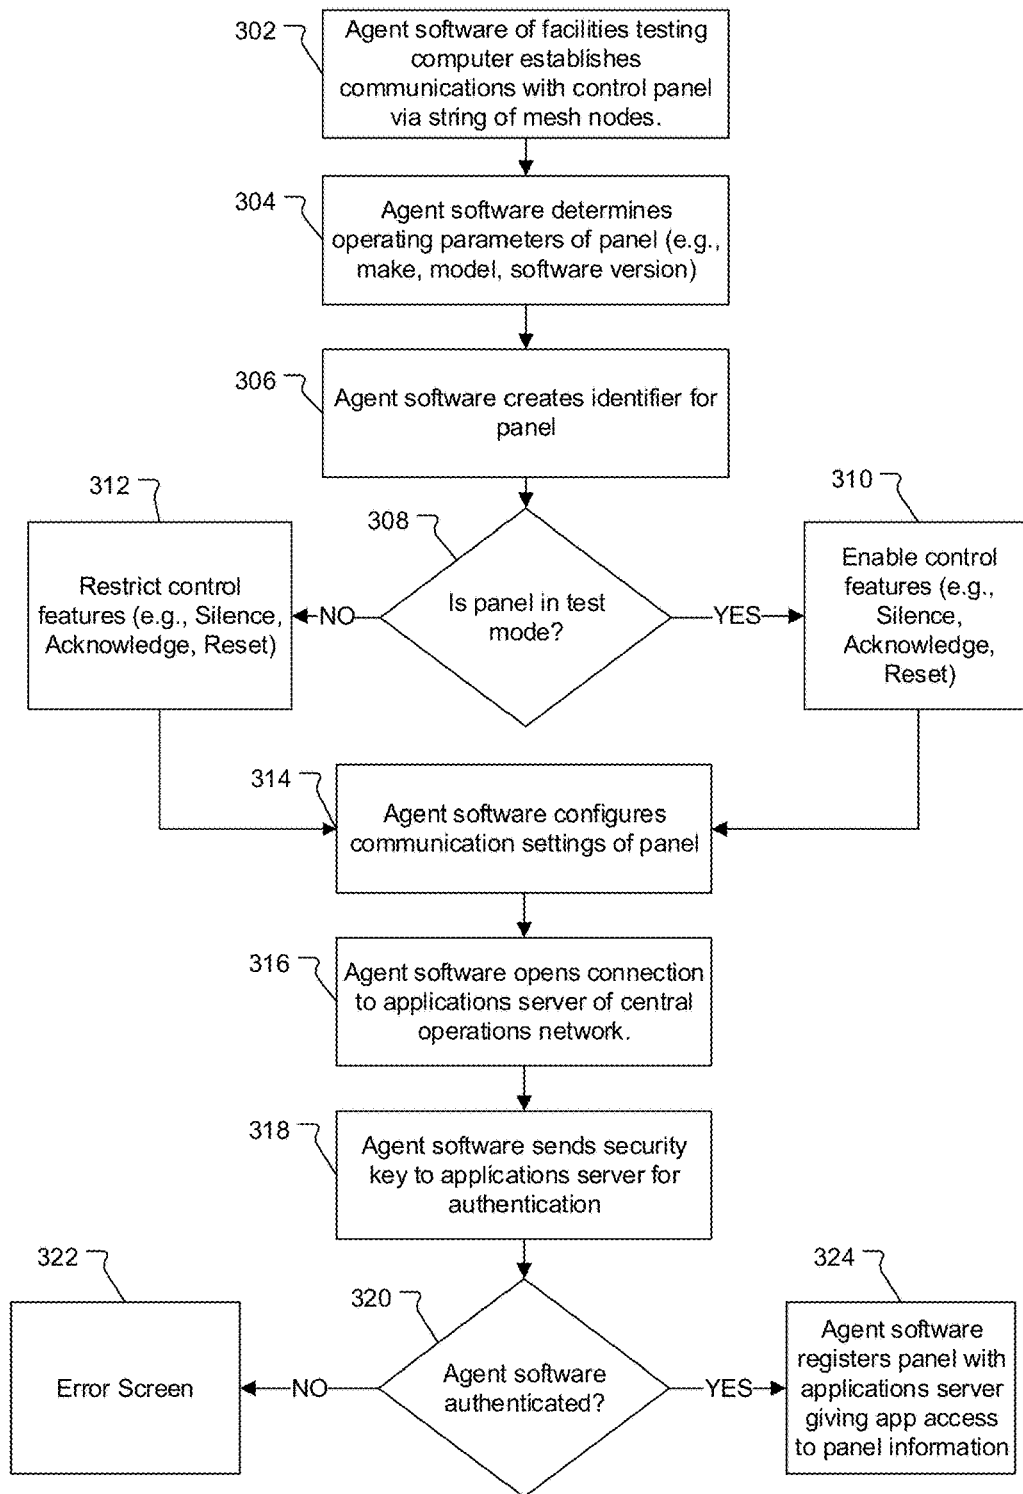 302
Agent software of facilities testing
computer establishes
communications with control panel
via string of mesh nodes.
304
Agent software determines
operating parameters of panel (e.g.,
make, model, software version)
306
Agent software creates identifier for
panel
308
Is panel in test
mode?
NO
YES
312
Restrict control
features (e.g., Silence,
Acknowledge, Reset)
310
Enable control
features (e.g.,
Silence,
Acknowledge,
Reset)
314
Agent software configures
communication settings of panel
316
Agent software opens connection
to applications server of central
operations network.
318
Agent software sends security
key to applications server for
authentication
320
Agent software
authenticated?
NO
YES
322
Error Screen
324
Agent software
registers panel with
applications server
giving app access
to panel information